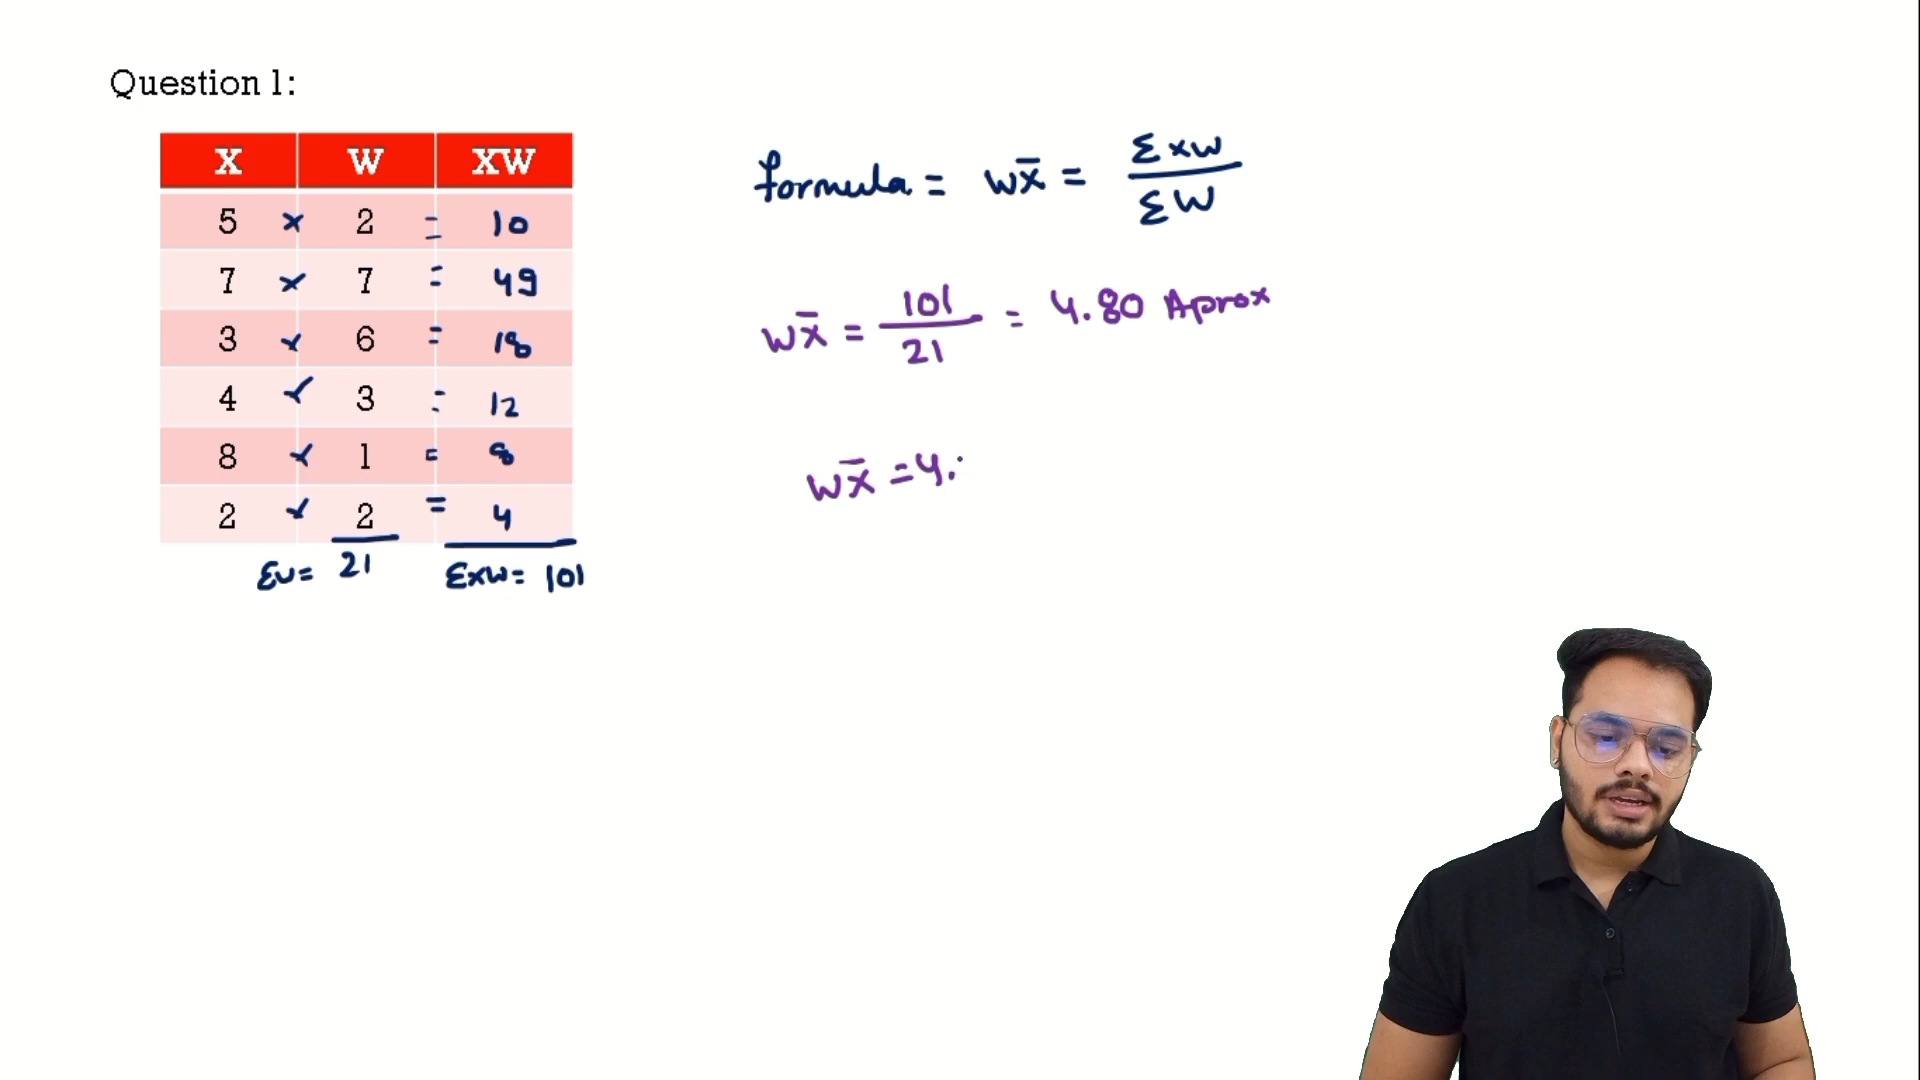 Question 1:
X W XW
5 × 2 = 10
7 × 7 = 49
3 × 6 = 18
4 × 3 = 12
8 × 1 = 8
2 × 2 = 4
Σw= 21 Σxw= 101
formula = wx̄ = Σxw / ΣW
wx̄ = 101 / 21 = 4.80 Aprox
wx̄ = 4.